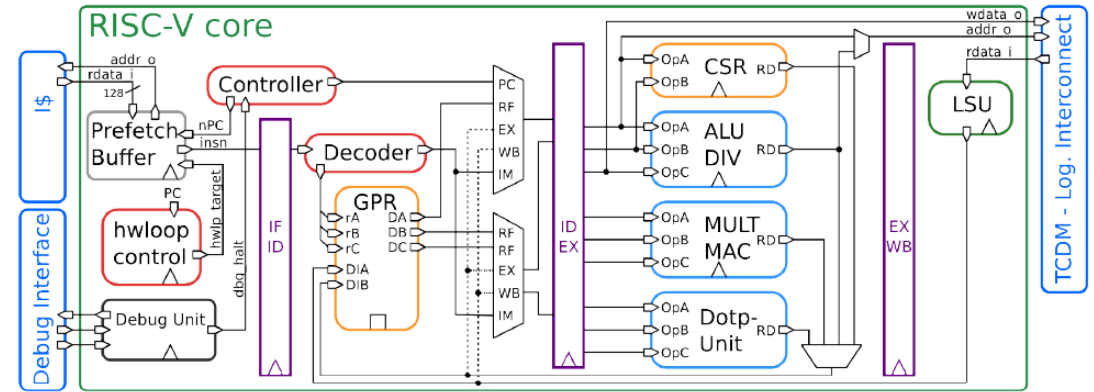 RISC-V core
wdata_o
addr_o
rdata_i
addr_o
rdata_i
128
I$
Controller
PC
RF
EX
WB
IM
OpA
OpB
CSR
RD
LSU
TCDM - Log. Interconnect
Prefetch
Buffer
nPC
insn
Decoder
OpA
OpB
OpC
ALU
DIV
RD
PC
hwlp_target
hwloop
control
IF
ID
GPR
rA
rB
rC
DIA
DIB
DA
DB
DC
RF
RF
EX
WB
IM
ID
EX
OpA
OpB
OpC
MULT
MAC
RD
EX
WB
Debug Interface
dbg_halt
Debug Unit
OpA
OpB
OpC
Dotp-
Unit
RD